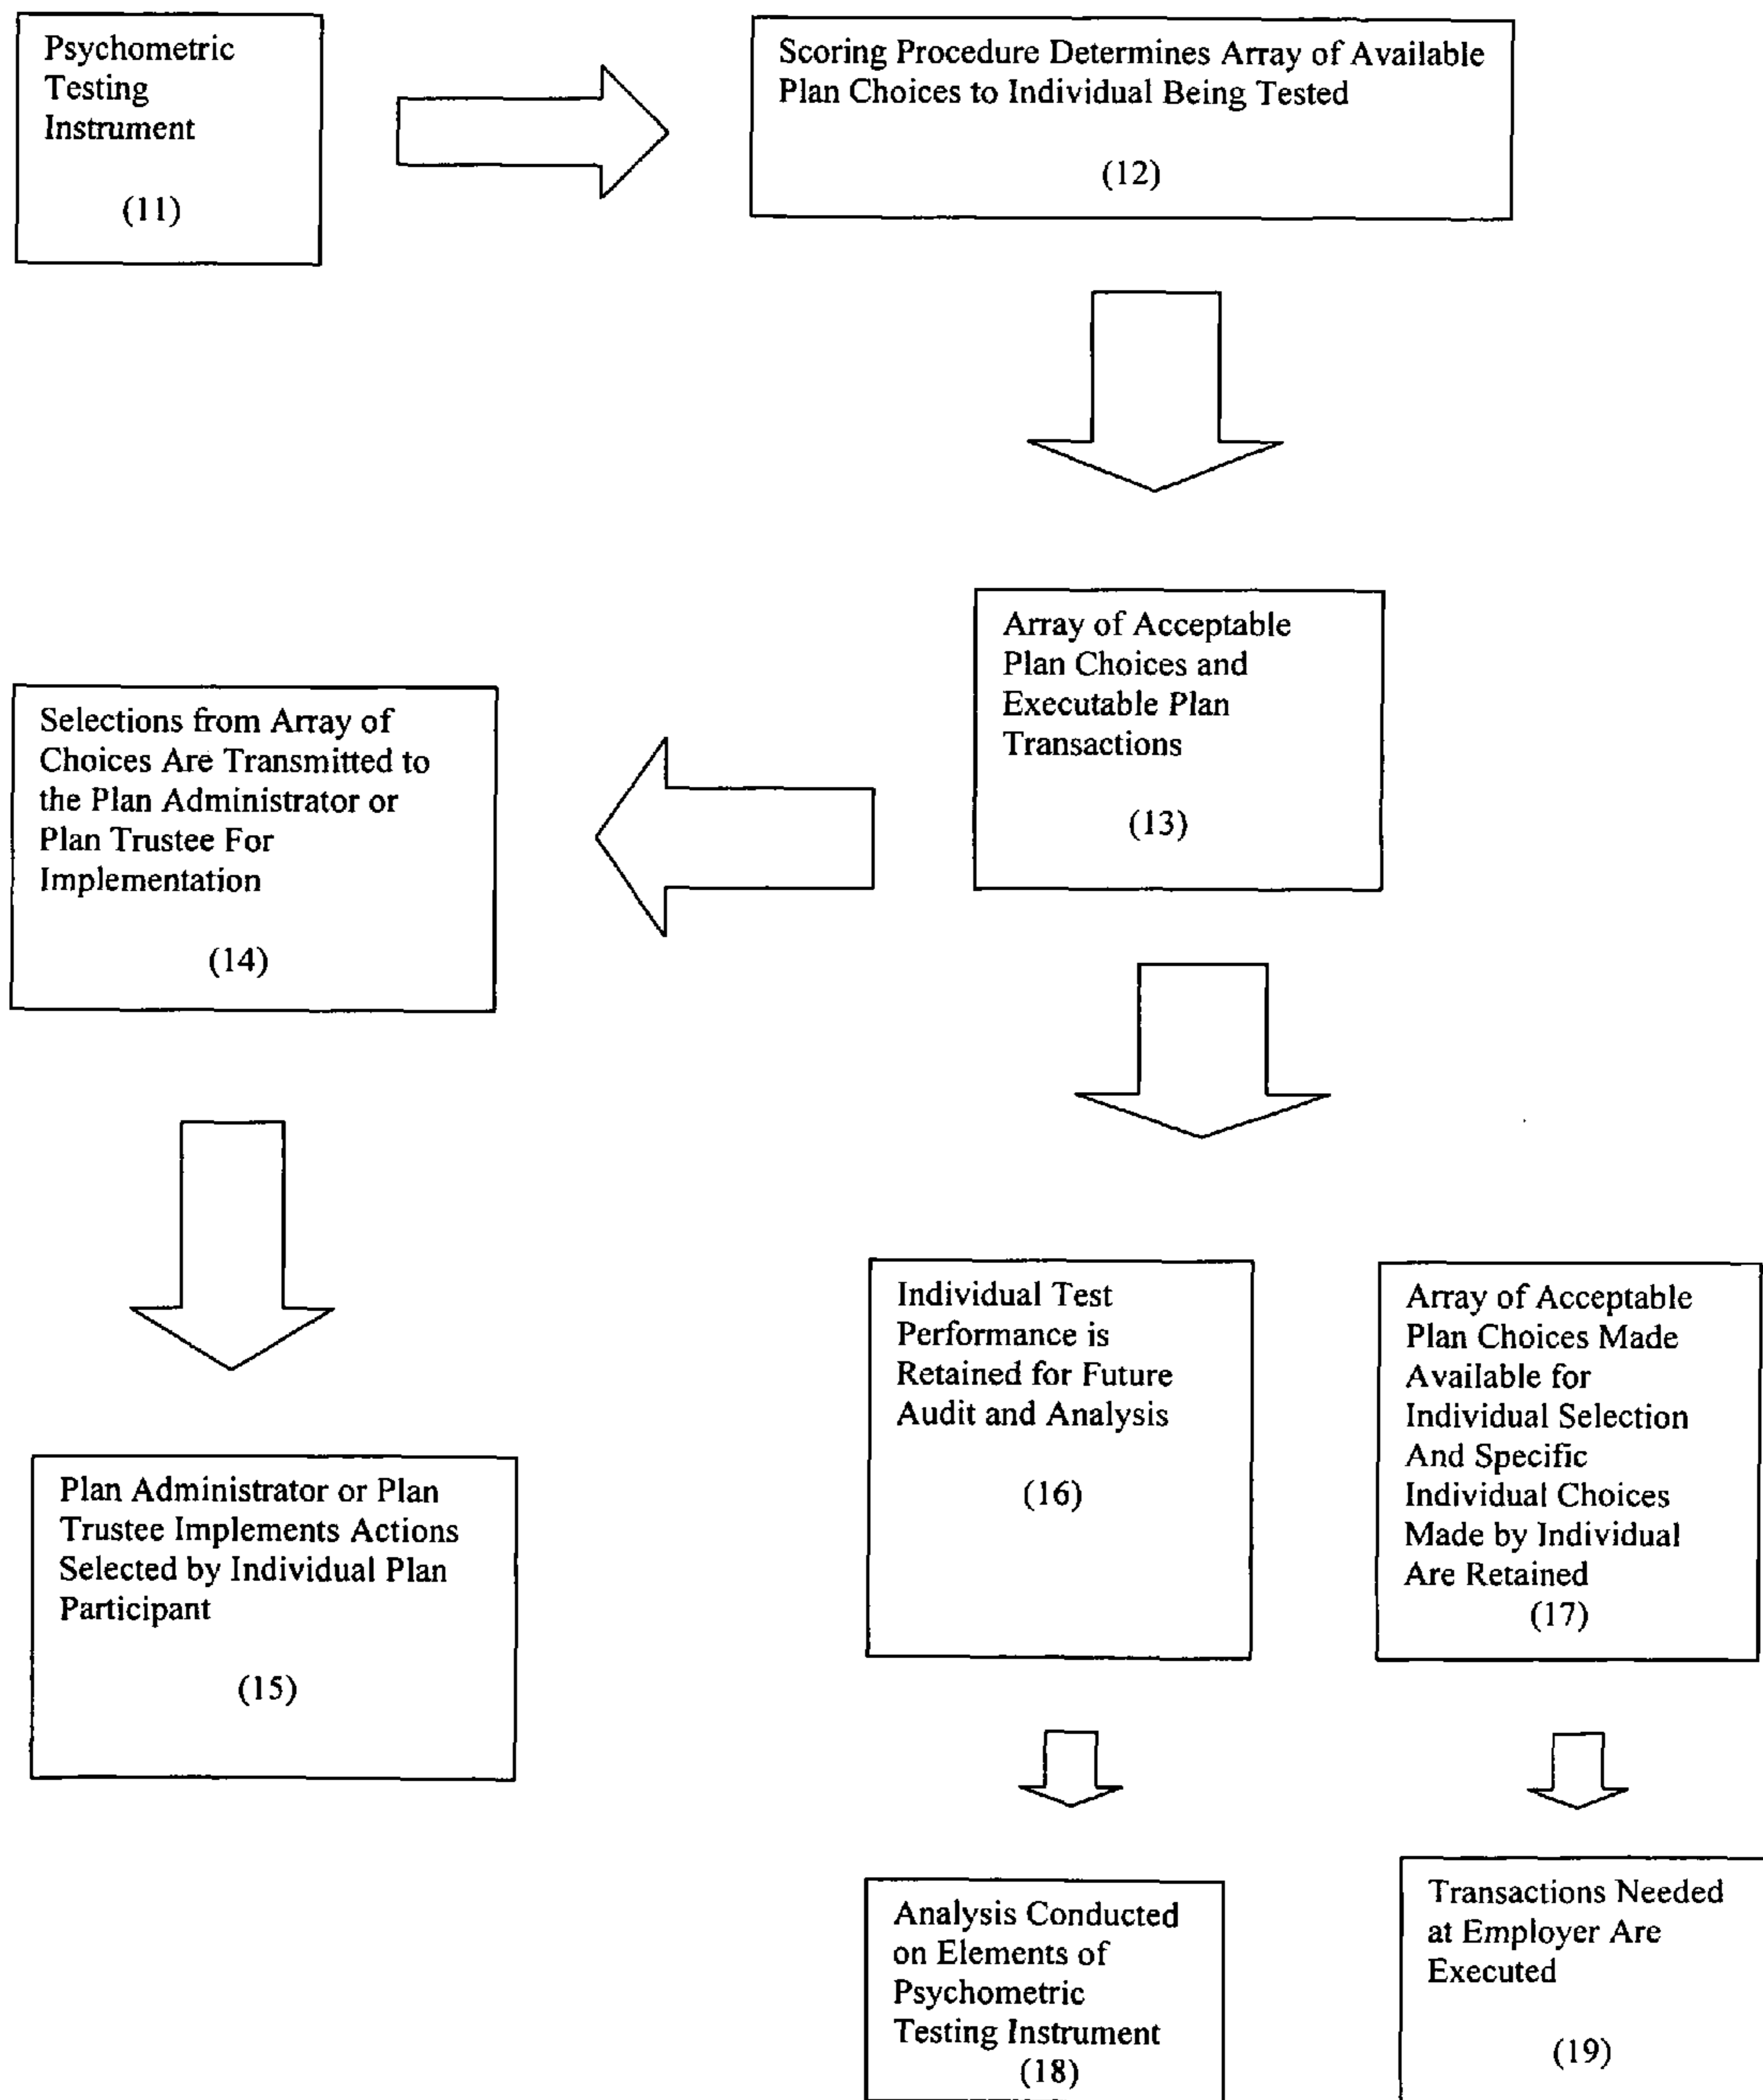 Psychometric
Testing
Instrument
(11)
Scoring Procedure Determines Array of Available
Plan Choices to Individual Being Tested
(12)
Array of Acceptable
Plan Choices and
Executable Plan
Transactions
(13)
Selections from Array of
Choices Are Transmitted to
the Plan Administrator or
Plan Trustee For
Implementation
(14)
Plan Administrator or Plan
Trustee Implements Actions
Selected by Individual Plan
Participant
(15)
Individual Test
Performance is
Retained for Future
Audit and Analysis
(16)
Array of Acceptable
Plan Choices Made
Available for
Individual Selection
And Specific
Individual Choices
Made by Individual
Are Retained
(17)
Analysis Conducted
on Elements of
Psychometric
Testing Instrument
(18)
Transactions Needed
at Employer Are
Executed
(19)